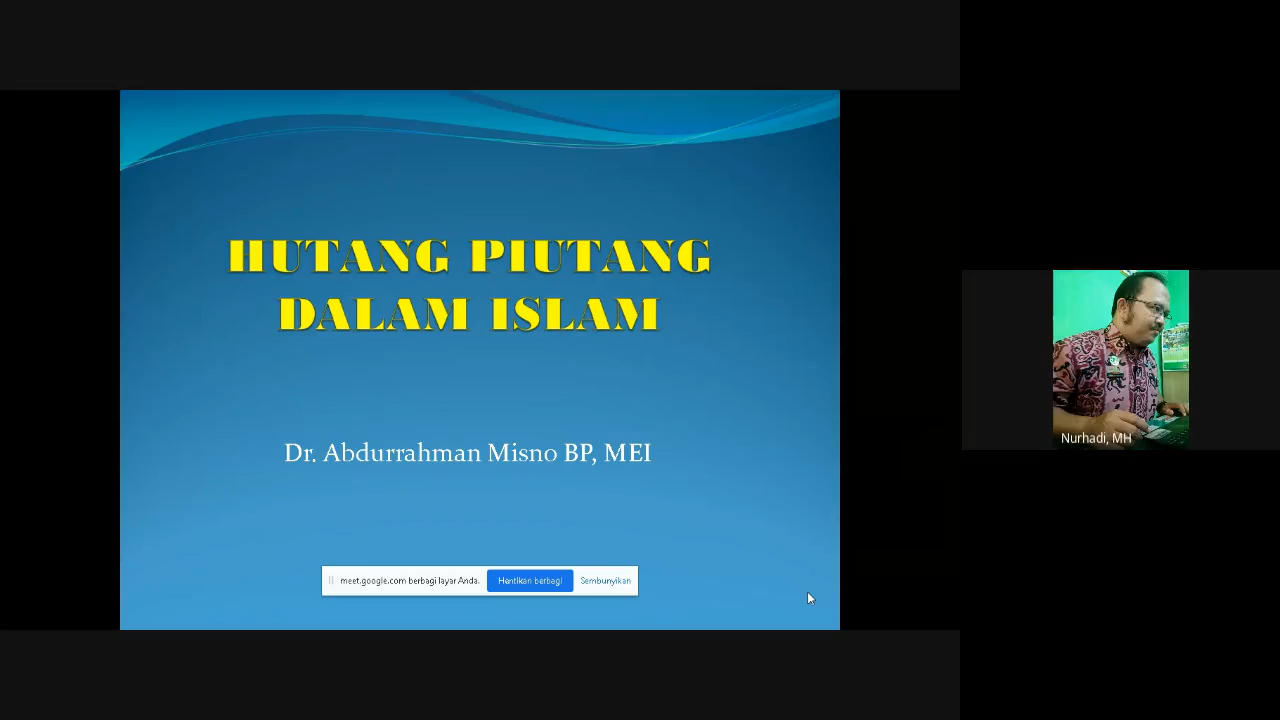 HUTANG PIUTANG
DALAM ISLAM
Dr. Abdurrahman Misno BP, MEI
meet.google.com berbagi layar Anda.
Hentikan berbagi
Sembunyikan
Nurhadi, MH